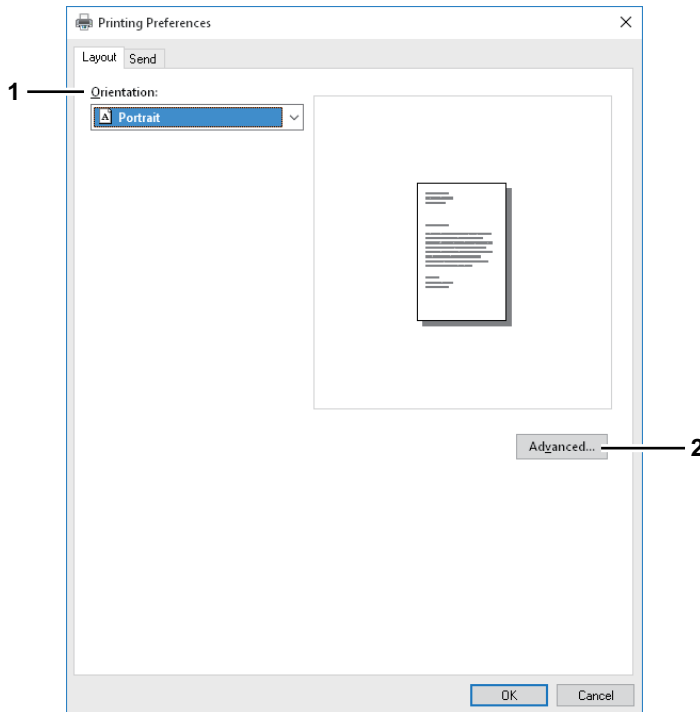 Printing Preferences
Layout Send
1
Orientation:
A Portrait
Advanced...
2
OK Cancel